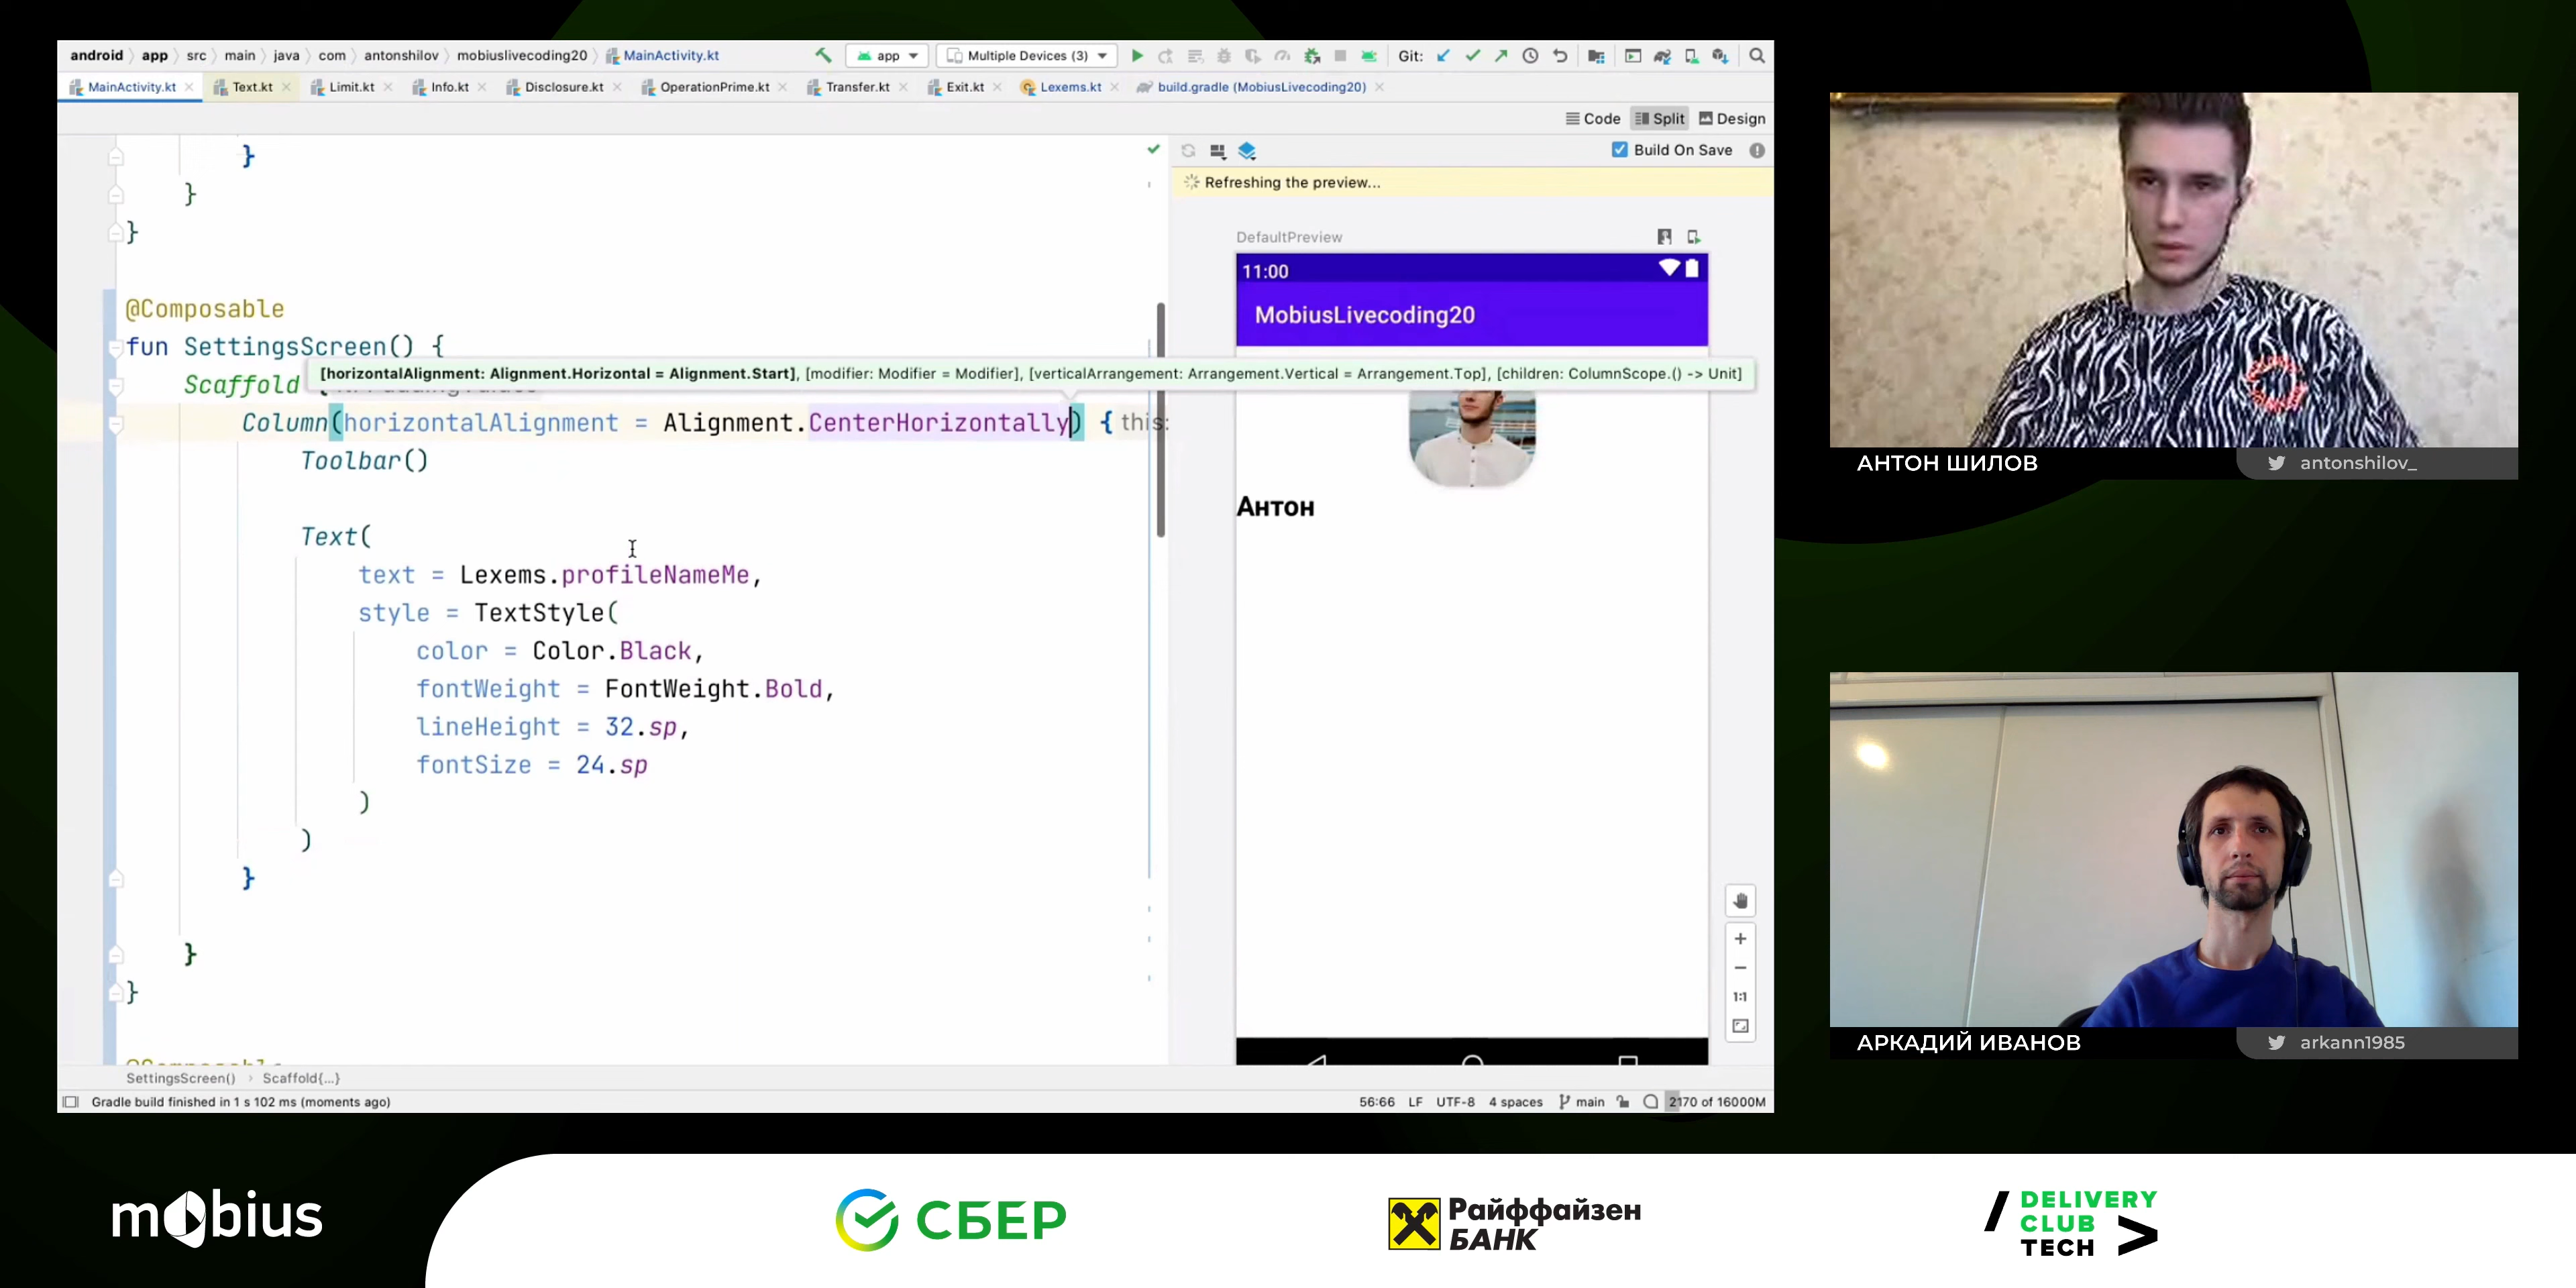 android 〉 app 〉 src 〉 main 〉 java 〉 com 〉 antonshilov 〉 mobiuslivecoding20 〉 MainActivity.kt
app
Multiple Devices (3)
Git:
MainActivity.kt
Text.kt
Limit.kt
Info.kt
Disclosure.kt
OperationPrime.kt
Transfer.kt
Exit.kt
Lexems.kt
build.gradle (MobiusLivecoding20)
Code
Split
Design
Build On Save
Refreshing the preview...
}
}
}
@Composable
fun SettingsScreen() {
[horizontalAlignment: Alignment.Horizontal = Alignment.Start], [modifier: Modifier = Modifier], [verticalArrangement: Arrangement.Vertical = Arrangement.Top], [children: ColumnScope.() -> Unit]
Scaffold {
Column(horizontalAlignment = Alignment.CenterHorizontally) { this:
Toolbar()
Text(
text = Lexems.profileNameMe,
style = TextStyle(
color = Color.Black,
fontWeight = FontWeight.Bold,
lineHeight = 32.sp,
fontSize = 24.sp
)
)
}
}
}
DefaultPreview
11:00
MobiusLivecoding20
Антон
1:1
SettingsScreen() 〉 Scaffold{...}
Gradle build finished in 1 s 102 ms (moments ago)
56:66 LF UTF-8 4 spaces main 2170 of 16000M
АНТОН ШИЛОВ
antonshilov_
АРКАДИЙ ИВАНОВ
arkann1985
mobius
СБЕР
Райффайзен
БАНК
DELIVERY
CLUB
TECH